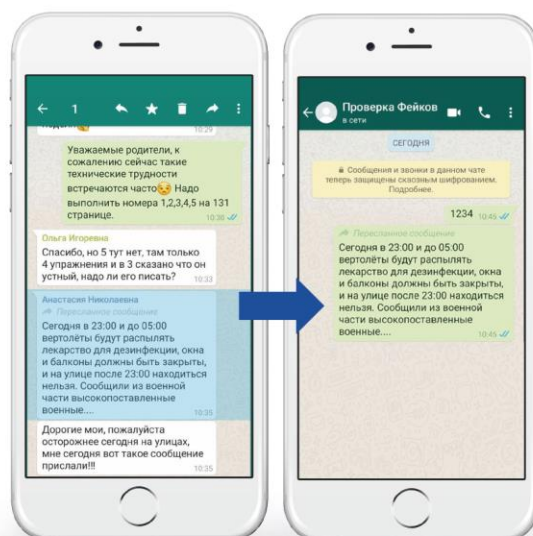 1
10:29
Уважаемые родители, к
сожалению сейчас такие
технические трудности
встречаются часто😟 Надо
выполнить номера 1,2,3,4,5 на 131
странице.
10:30
Ольга Игоревна
Спасибо, но 5 тут нет, там только
4 упражнения и в 3 сказано что он
устный, надо ли его писать?
10:33
Анастасия Николаевна
Пересланное сообщение
Сегодня в 23:00 и до 05:00
вертолёты будут распылять
лекарство для дезинфекции, окна
и балконы должны быть закрыты,
и на улице после 23:00 находиться
нельзя. Сообщили из военной
части высокопоставленные
военные....
10:35
Дорогие мои, пожалуйста
осторожнее сегодня на улицах,
мне сегодня вот такое сообщение
прислали!!!
10:35
Проверка Фейков
в сети
СЕГОДНЯ
Сообщения и звонки в данном чате
теперь защищены сквозным шифрованием.
Подробнее.
1234 10:45
Пересланное сообщение
Сегодня в 23:00 и до 05:00
вертолёты будут распылять
лекарство для дезинфекции, окна
и балконы должны быть закрыты,
и на улице после 23:00 находиться
нельзя. Сообщили из военной
части высокопоставленные
военные....
10:45